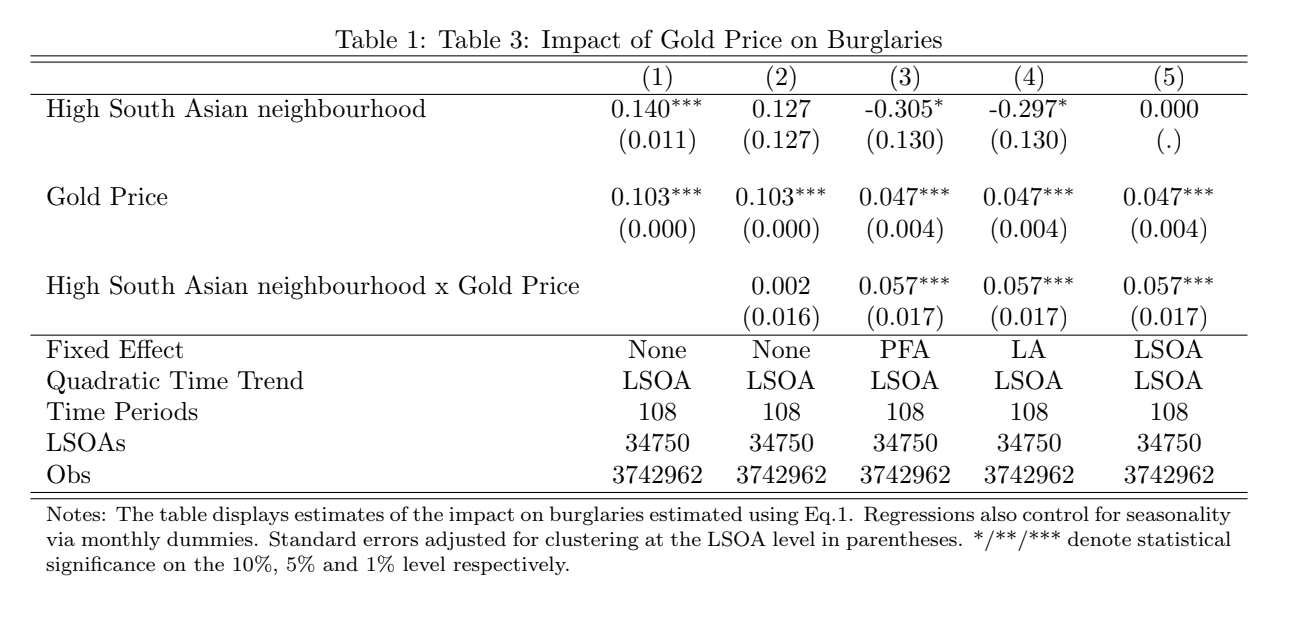 Table 1: Table 3: Impact of Gold Price on Burglaries
(1) (2) (3) (4) (5)
High South Asian neighbourhood 0.140*** 0.127 -0.305* -0.297* 0.000
(0.011) (0.127) (0.130) (0.130) (.)
Gold Price 0.103*** 0.103*** 0.047*** 0.047*** 0.047***
(0.000) (0.000) (0.004) (0.004) (0.004)
High South Asian neighbourhood x Gold Price 0.002 0.057*** 0.057*** 0.057***
(0.016) (0.017) (0.017) (0.017)
Fixed Effect None None PFA LA LSOA
Quadratic Time Trend LSOA LSOA LSOA LSOA LSOA
Time Periods 108 108 108 108 108
LSOAs 34750 34750 34750 34750 34750
Obs 3742962 3742962 3742962 3742962 3742962
Notes: The table displays estimates of the impact on burglaries estimated using Eq.1. Regressions also control for seasonality
via monthly dummies. Standard errors adjusted for clustering at the LSOA level in parentheses. */**/*** denote statistical
significance on the 10%, 5% and 1% level respectively.